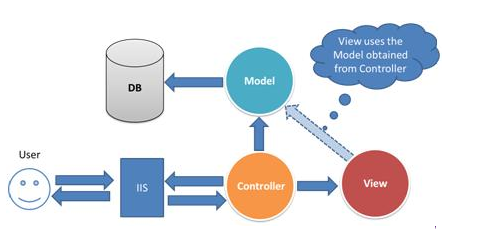 View uses the
Model obtained
from Controller
DB
Model
User
IIS
Controller
View